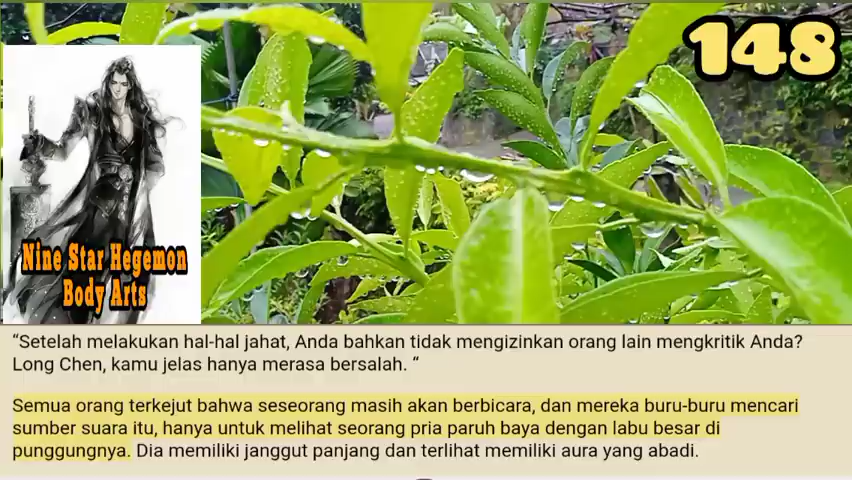 148
Nine Star Hegemon
Body Arts
“Setelah melakukan hal-hal jahat, Anda bahkan tidak mengizinkan orang lain mengkritik Anda?
Long Chen, kamu jelas hanya merasa bersalah. “
Semua orang terkejut bahwa seseorang masih akan berbicara, dan mereka buru-buru mencari
sumber suara itu, hanya untuk melihat seorang pria paruh baya dengan labu besar di
punggungnya. Dia memiliki janggut panjang dan terlihat memiliki aura yang abadi.